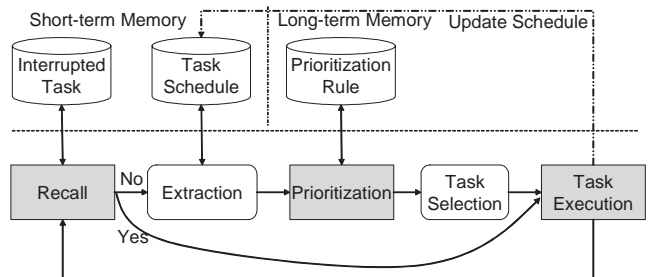 Short-term Memory
Long-term Memory
Update Schedule
Interrupted
Task
Task
Schedule
Prioritization
Rule
Recall
No
Extraction
Prioritization
Task
Selection
Task
Execution
Yes